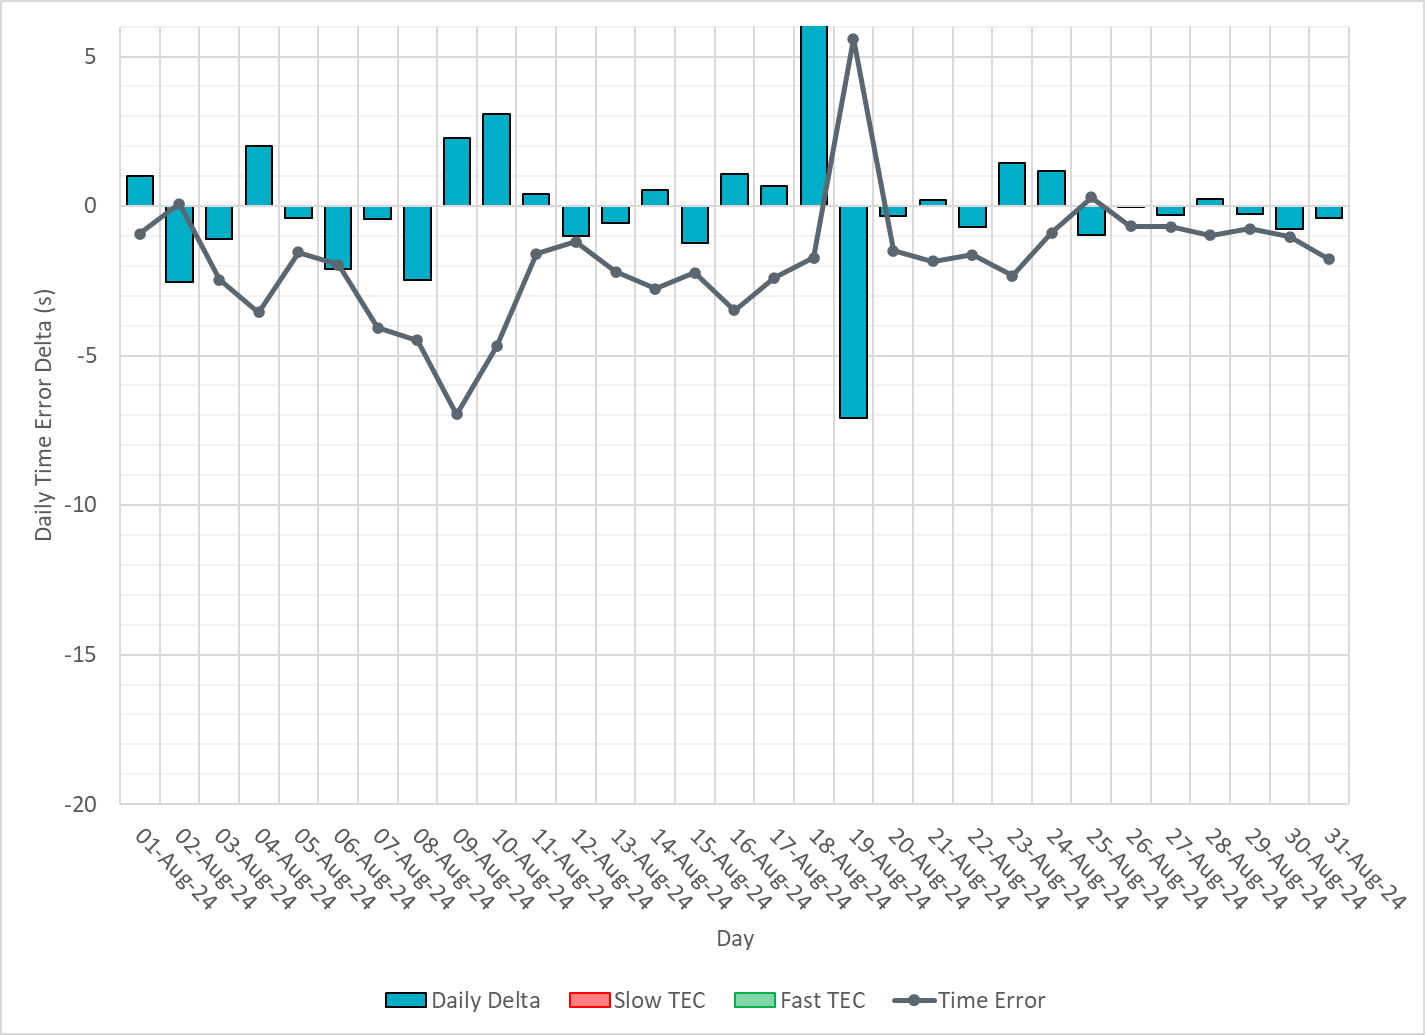 5
0
-5
-10
-15
-20
Daily Time Error Delta (s)
01-Aug-24
02-Aug-24
03-Aug-24
04-Aug-24
05-Aug-24
06-Aug-24
07-Aug-24
08-Aug-24
09-Aug-24
10-Aug-24
11-Aug-24
12-Aug-24
13-Aug-24
14-Aug-24
15-Aug-24
16-Aug-24
17-Aug-24
18-Aug-24
19-Aug-24
20-Aug-24
21-Aug-24
22-Aug-24
23-Aug-24
24-Aug-24
25-Aug-24
26-Aug-24
27-Aug-24
28-Aug-24
29-Aug-24
30-Aug-24
31-Aug-24
Day
Daily Delta Slow TEC Fast TEC Time Error